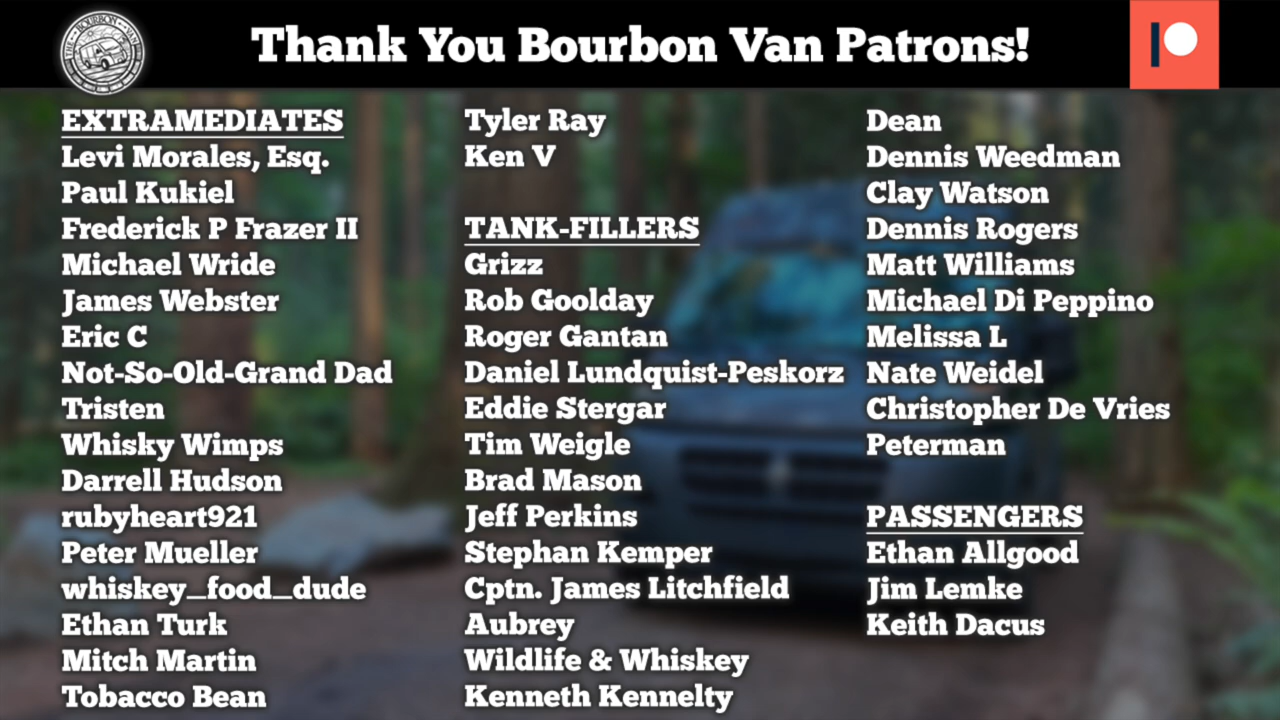 THE BOURBON VAN
Thank You Bourbon Van Patrons!
EXTRAMEDIATES
Levi Morales, Esq.
Paul Kukiel
Frederick P Frazer II
Michael Wride
James Webster
Eric C
Not-So-Old-Grand Dad
Tristen
Whisky Wimps
Darrell Hudson
rubyheart921
Peter Mueller
whiskey_food_dude
Ethan Turk
Mitch Martin
Tobacco Bean
Tyler Ray
Ken V
TANK-FILLERS
Grizz
Rob Goolday
Roger Gantan
Daniel Lundquist-Peskorz
Eddie Stergar
Tim Weigle
Brad Mason
Jeff Perkins
Stephan Kemper
Cptn. James Litchfield
Aubrey
Wildlife & Whiskey
Kenneth Kennelty
Dean
Dennis Weedman
Clay Watson
Dennis Rogers
Matt Williams
Michael Di Peppino
Melissa L
Nate Weidel
Christopher De Vries
Peterman
PASSENGERS
Ethan Allgood
Jim Lemke
Keith Dacus